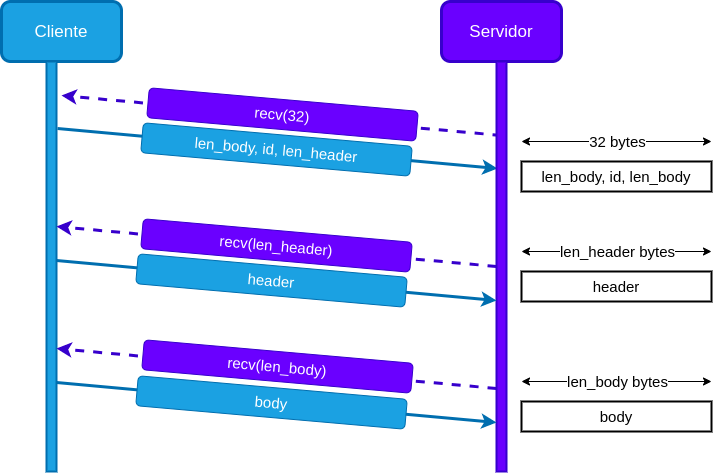 Cliente
Servidor
recv(32)
len_body, id, len_header
32 bytes
len_body, id, len_body
recv(len_header)
header
len_header bytes
header
recv(len_body)
body
len_body bytes
body